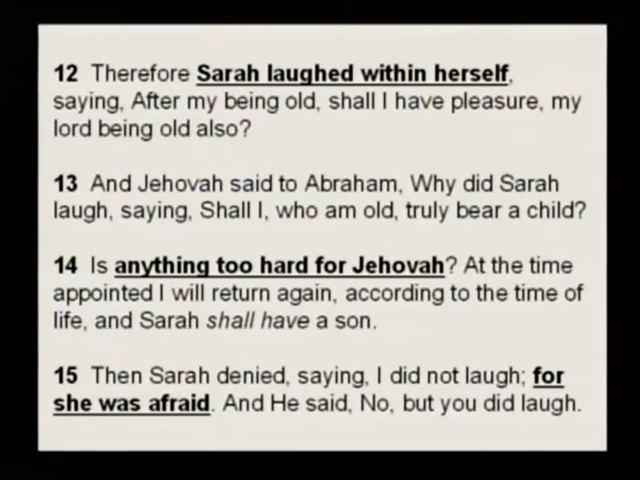 12 Therefore Sarah laughed within herself,
saying, After my being old, shall I have pleasure, my
lord being old also?
13 And Jehovah said to Abraham, Why did Sarah
laugh, saying, Shall I, who am old, truly bear a child?
14 Is anything too hard for Jehovah? At the time
appointed I will return again, according to the time of
life, and Sarah shall have a son.
15 Then Sarah denied, saying, I did not laugh; for
she was afraid. And He said, No, but you did laugh.